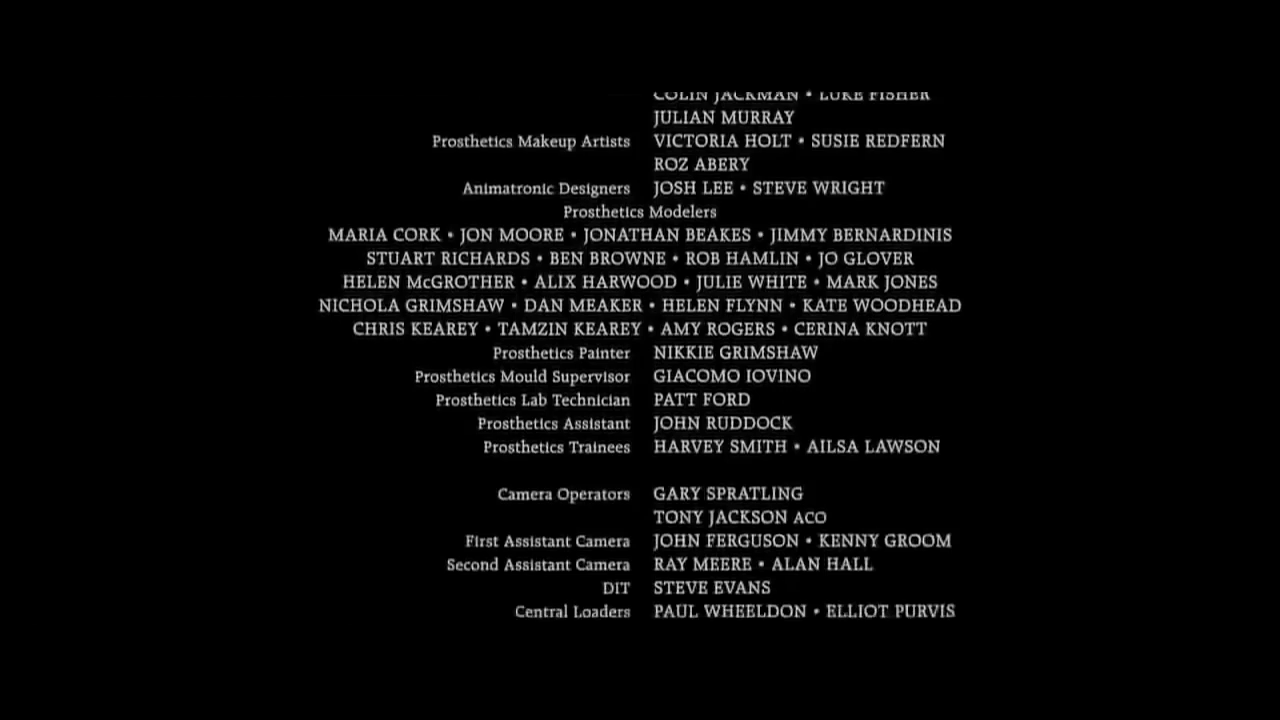 COLIN JACKMAN • LUKE FISHER
JULIAN MURRAY
Prosthetics Makeup Artists VICTORIA HOLT • SUSIE REDFERN
ROZ ABERY
Animatronic Designers JOSH LEE • STEVE WRIGHT
Prosthetics Modelers
MARIA CORK • JON MOORE • JONATHAN BEAKES • JIMMY BERNARDINIS
STUART RICHARDS • BEN BROWNE • ROB HAMLIN • JO GLOVER
HELEN McGROTHER • ALIX HARWOOD • JULIE WHITE • MARK JONES
NICHOLA GRIMSHAW • DAN MEAKER • HELEN FLYNN • KATE WOODHEAD
CHRIS KEAREY • TAMZIN KEAREY • AMY ROGERS • CERINA KNOTT
Prosthetics Painter NIKKIE GRIMSHAW
Prosthetics Mould Supervisor GIACOMO IOVINO
Prosthetics Lab Technician PATT FORD
Prosthetics Assistant JOHN RUDDOCK
Prosthetics Trainees HARVEY SMITH • AILSA LAWSON
Camera Operators GARY SPRATLING
TONY JACKSON ACO
First Assistant Camera JOHN FERGUSON • KENNY GROOM
Second Assistant Camera RAY MEERE • ALAN HALL
DIT STEVE EVANS
Central Loaders PAUL WHEELDON • ELLIOT PURVIS